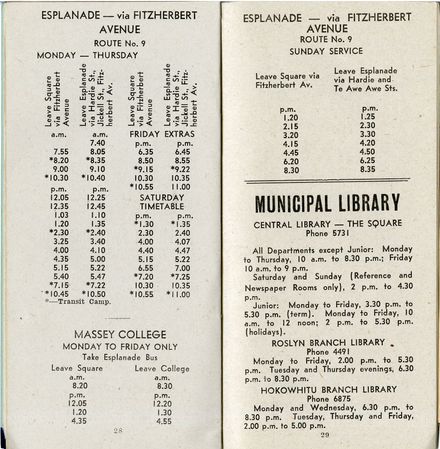 ESPLANADE — via FITZHERBERT
AVENUE
ROUTE No. 9
MONDAY — THURSDAY
Leave Square via Fitzherbert Avenue
Leave Esplanade via Hardie St., Jickell St., Fitzherbert Av.
Leave Square via Fitzherbert Avenue
Leave Esplanade via Hardie St., Jickell St., Fitzherbert Av.
a.m. a.m. FRIDAY EXTRAS
7.40 p.m. p.m.
7.55 8.05 6.35 6.45
*8.20 *8.35 8.50 8.55
9.00 9.10 *9.15 *9.22
*10.30 *10.40 10.30 10.35
p.m. p.m. *10.55 11.00
12.05 12.25 SATURDAY
12.35 12.45 TIMETABLE
1.03 1.10 p.m. p.m.
1.20 1.35 *1.30 *1.35
*2.30 *2.40 2.30 2.40
3.25 3.40 4.00 4.07
4.00 4.10 4.40 4.47
4.35 5.00 5.15 5.22
5.15 5.22 6.55 7.00
5.40 5.47 *7.20 *7.25
*7.15 *7.22 10.30 10.35
*10.45 *10.50 *10.55 *11.00
*—Transit Camp.
MASSEY COLLEGE
MONDAY TO FRIDAY ONLY
Take Esplanade Bus
Leave Square Leave College
a.m. a.m.
8.20 8.30
p.m. p.m.
12.05 12.20
1.20 1.30
4.35 4.55
28
ESPLANADE — via FITZHERBERT
AVENUE
ROUTE No. 9
SUNDAY SERVICE
Leave Square via Fitzherbert Av.
Leave Esplanade via Hardie and Te Awe Awe Sts.
p.m. p.m.
1.20 1.25
2.15 2.30
3.20 3.30
4.15 4.20
4.45 4.50
6.20 6.25
8.30 8.35
MUNICIPAL LIBRARY
CENTRAL LIBRARY — THE SQUARE
Phone 5731
All Departments except Junior: Monday
to Thursday, 10 a.m. to 8.30 p.m.; Friday
10 a.m. to 9 p.m.
Saturday and Sunday (Reference and
Newspaper Rooms only), 2 p.m. to 4.30
p.m.
Junior: Monday to Friday, 3.30 p.m. to
5.30 p.m. (term). Monday to Friday, 10
a.m. to 12 noon; 2 p.m. to 5.30 p.m.
(holidays).
ROSLYN BRANCH LIBRARY
Phone 4491
Monday to Friday, 2.00 p.m. to 5.30
p.m. Tuesday and Thursday evenings, 6.30
p.m. to 8.30 p.m.
HOKOWHITU BRANCH LIBRARY
Phone 6875
Monday and Wednesday, 6.30 p.m. to
8.30 p.m. Tuesday, Thursday and Friday,
2.00 p.m. to 5.00 p.m.
29